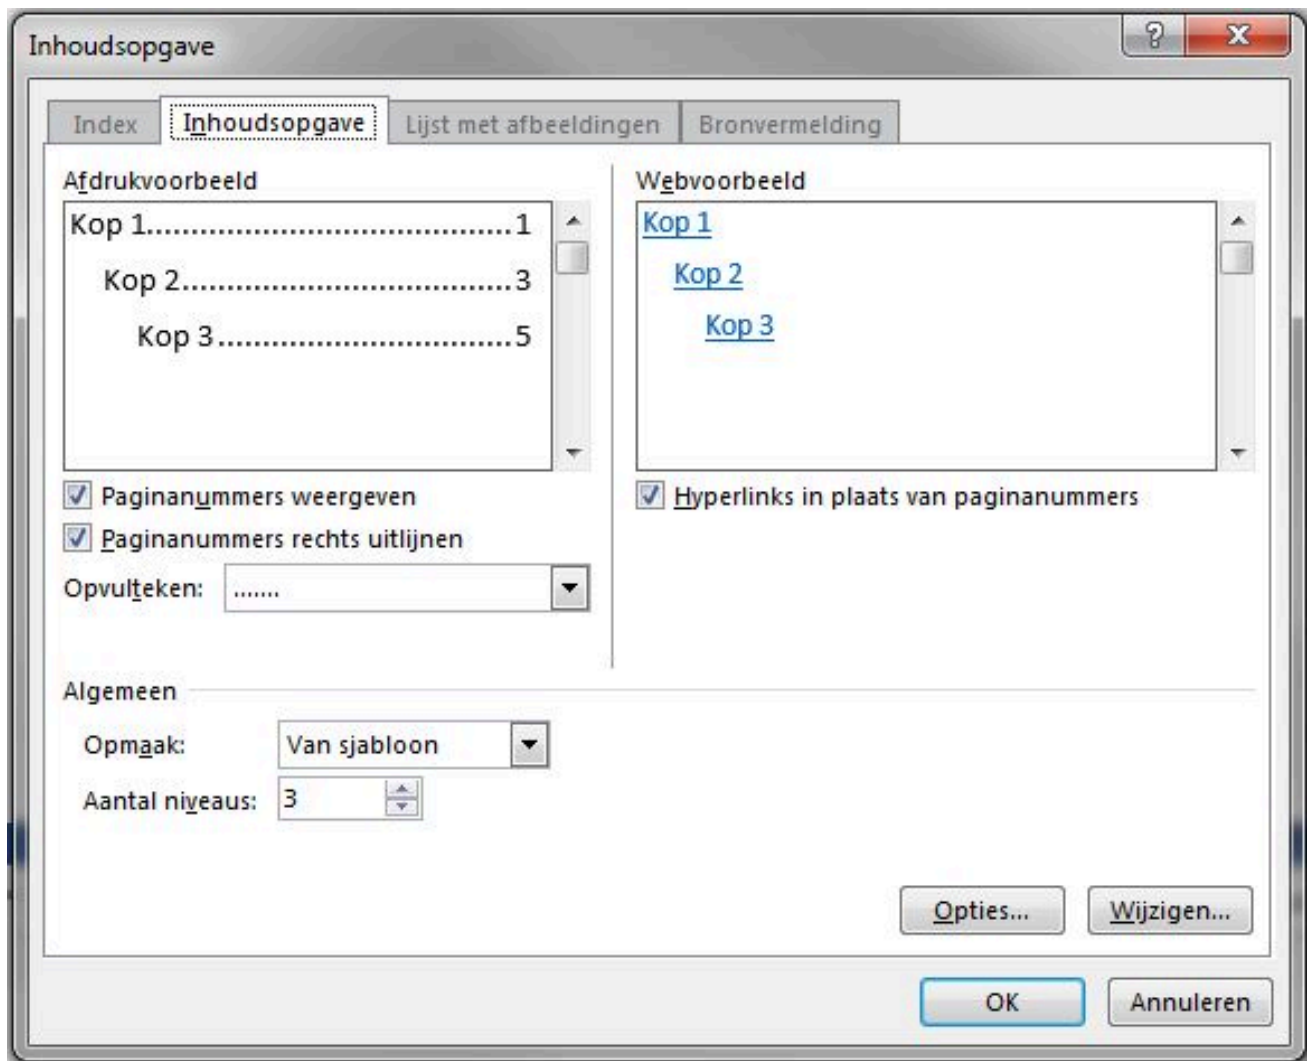 Inhoudsopgave
?
Index Inhoudsopgave Lijst met afbeeldingen Bronvermelding
Afdrukvoorbeeld
Kop 1....................................1
Kop 2.................................3
Kop 3.............................5
Paginanummers weergeven
Paginanummers rechts uitlijnen
Opvulteken: .......
Webvoorbeeld
Kop 1
Kop 2
Kop 3
Hyperlinks in plaats van paginanummers
Algemeen
Opmaak: Van sjabloon
Aantal niveaus: 3
Opties... Wijzigen...
OK Annuleren